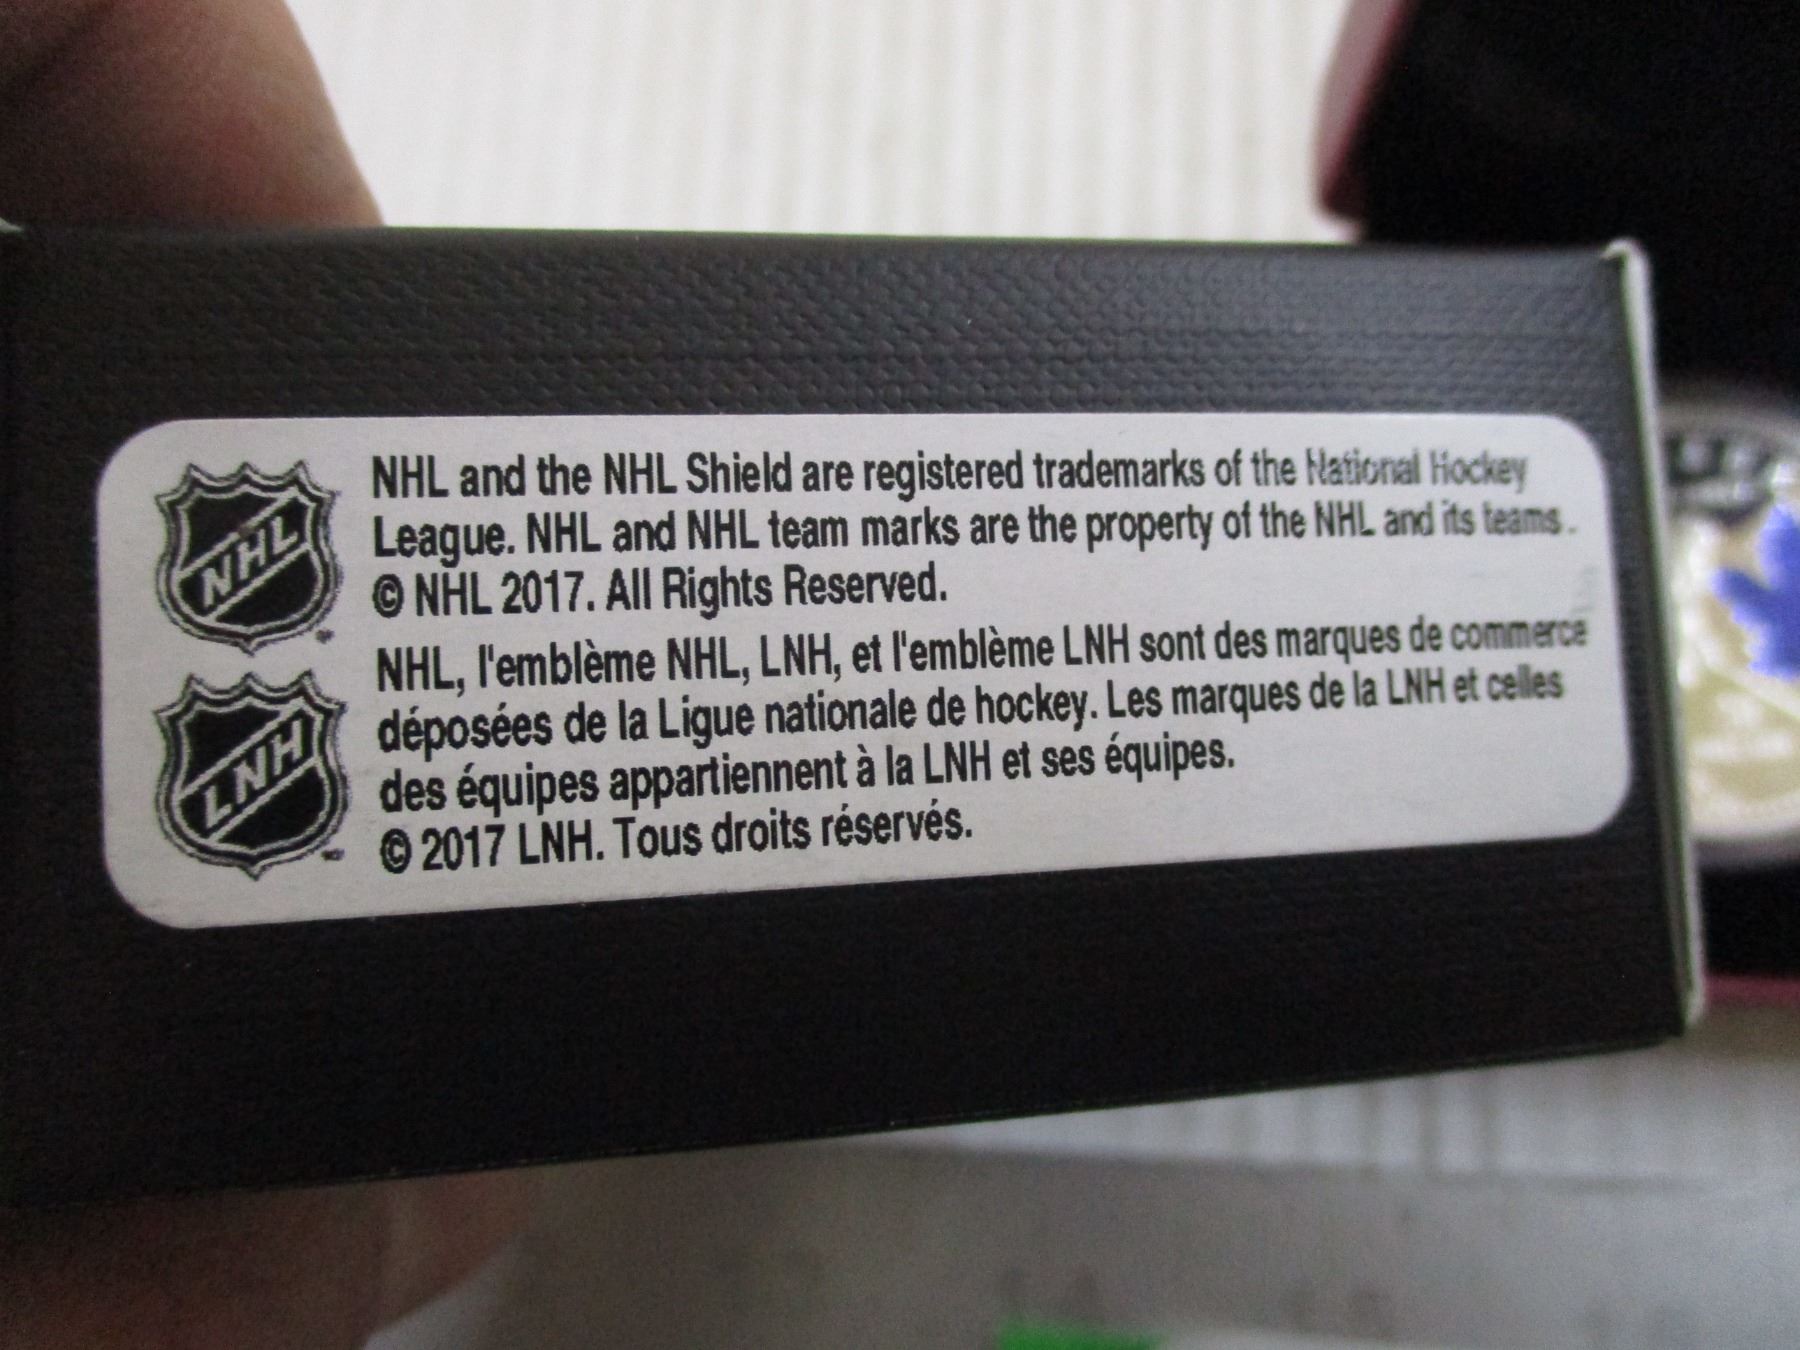 NHL
NHL and the NHL Shield are registered trademarks of the National Hockey
League. NHL and NHL team marks are the property of the NHL and its teams.
© NHL 2017. All Rights Reserved.
LNH
NHL, l'emblème NHL, LNH, et l'emblème LNH sont des marques de commerce
déposées de la Ligue nationale de hockey. Les marques de la LNH et celles
des équipes appartiennent à la LNH et ses équipes.
© 2017 LNH. Tous droits réservés.